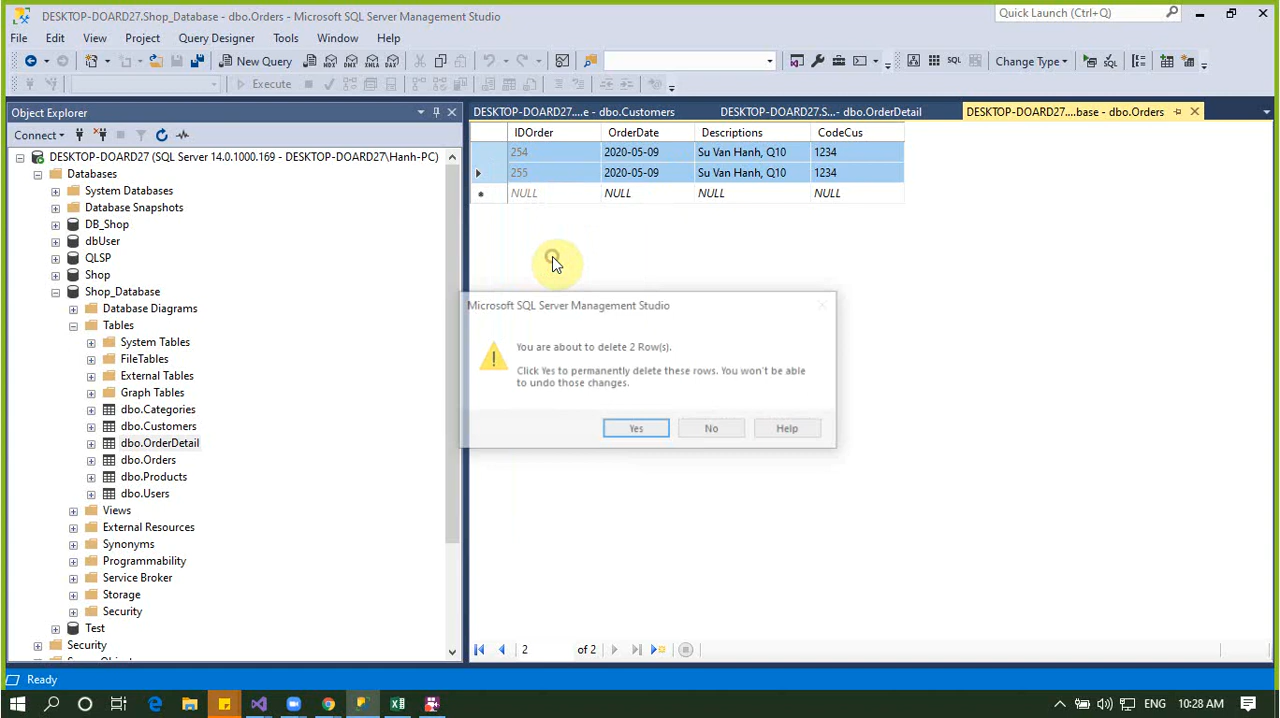 DESKTOP-DOARD27.Shop_Database - dbo.Orders - Microsoft SQL Server Management Studio
Quick Launch (Ctrl+Q)
File Edit View Project Query Designer Tools Window Help
New Query
Change Type
Execute
Object Explorer
Connect
DESKTOP-DOARD27 (SQL Server 14.0.1000.169 - DESKTOP-DOARD27\Hanh-PC)
Databases
System Databases
Database Snapshots
DB_Shop
dbUser
QLSP
Shop
Shop_Database
Database Diagrams
Tables
System Tables
FileTables
External Tables
Graph Tables
dbo.Categories
dbo.Customers
dbo.OrderDetail
dbo.Orders
dbo.Products
dbo.Users
Views
External Resources
Synonyms
Programmability
Service Broker
Storage
Security
Test
Security
DESKTOP-DOARD27....e - dbo.Customers DESKTOP-DOARD27.S...- dbo.OrderDetail DESKTOP-DOARD27....base - dbo.Orders
IDOrder OrderDate Descriptions CodeCus
254 2020-05-09 Su Van Hanh, Q10 1234
255 2020-05-09 Su Van Hanh, Q10 1234
NULL NULL NULL NULL
Microsoft SQL Server Management Studio
You are about to delete 2 Row(s).
Click Yes to permanently delete these rows. You won't be able
to undo those changes.
Yes No Help
2 of 2
Ready
ENG 10:28 AM